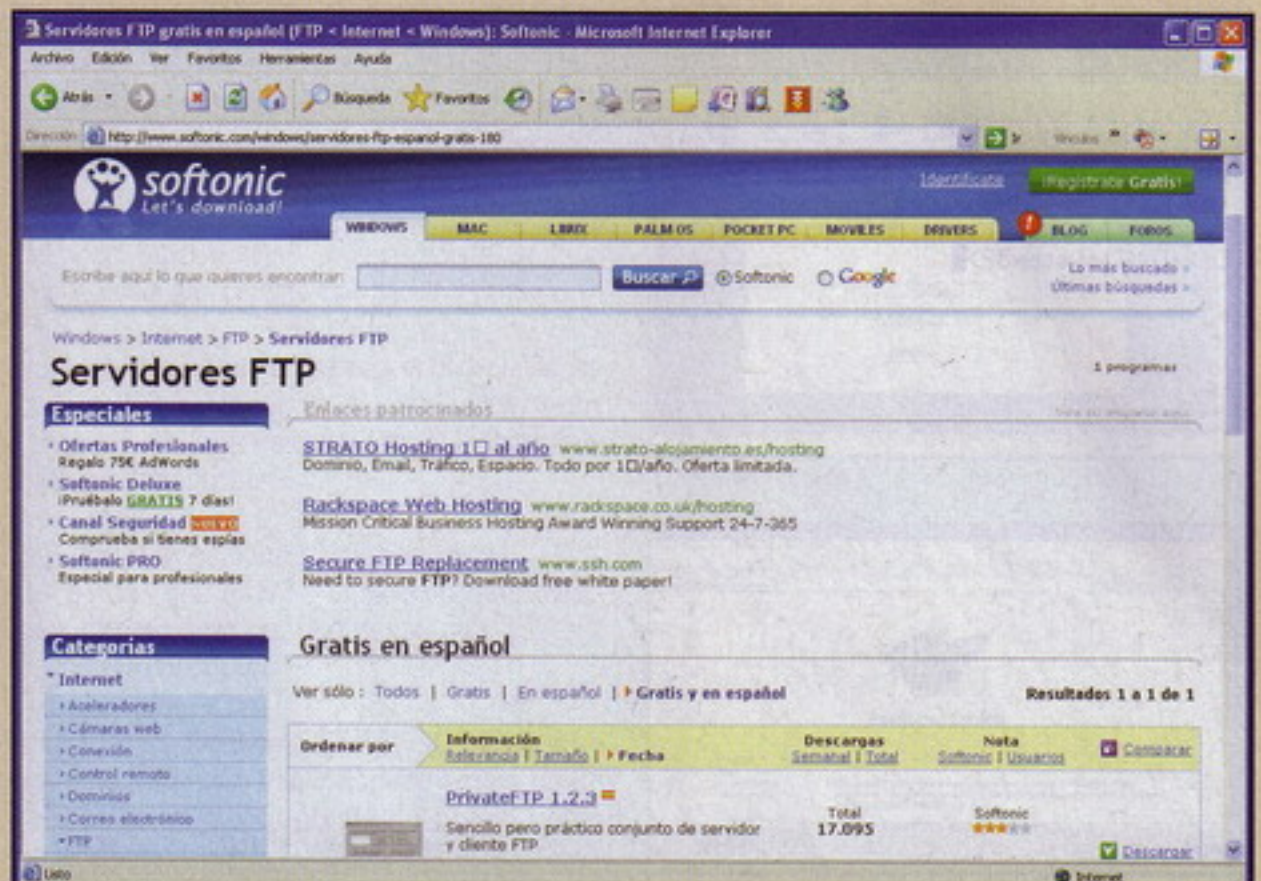 Servidores FTP gratis en español (FTP < Internet < Windows): Softonic - Microsoft Internet Explorer
Archivo Edición Ver Favoritos Herramientas Ayuda
Atrás Búsqueda Favoritos
Dirección http://www.softonic.com/windows/servidores-ftp-espanol-gratis-180 Vínculos
softonic
Let's download!
Identifícate ¡Regístrate Gratis!
WINDOWS MAC LINUX PALM OS POCKET PC MOVILES DRIVERS BLOG FOROS
Escribe aquí lo que quieres encontrar: Buscar Softonic Google
Lo más buscado »
Últimas búsquedas »
Windows > Internet > FTP > Servidores FTP
Servidores FTP
1 programas
Especiales
Ofertas Profesionales
Regalo 75€ AdWords
Softonic Deluxe
¡Pruébalo GRATIS 7 días!
Canal Seguridad NUEVO
Comprueba si tienes espías
Softonic PRO
Especial para profesionales
Enlaces patrocinados
STRATO Hosting 1□ al año www.strato-alojamiento.es/hosting
Dominio, Email, Tráfico, Espacio. Todo por 1□/año. Oferta limitada.
Rackspace Web Hosting www.rackspace.co.uk/hosting
Mission Critical Business Hosting Award Winning Support 24-7-365
Secure FTP Replacement www.ssh.com
Need to secure FTP? Download free white paper!
Categorías
Internet
Aceleradores
Cámaras web
Conexión
Control remoto
Dominios
Correo electrónico
FTP
Gratis en español
Ver sólo : Todos | Gratis | En español | Gratis y en español
Resultados 1 a 1 de 1
Ordenar por
Información
Relevancia | Tamaño | Fecha
Descargas
Semanal | Total
Nota
Softonic | Usuarios
Comparar
PrivateFTP 1.2.3
Sencillo pero práctico conjunto de servidor
y cliente FTP
Total
17.095
Softonic
Descargar
Listo
Internet